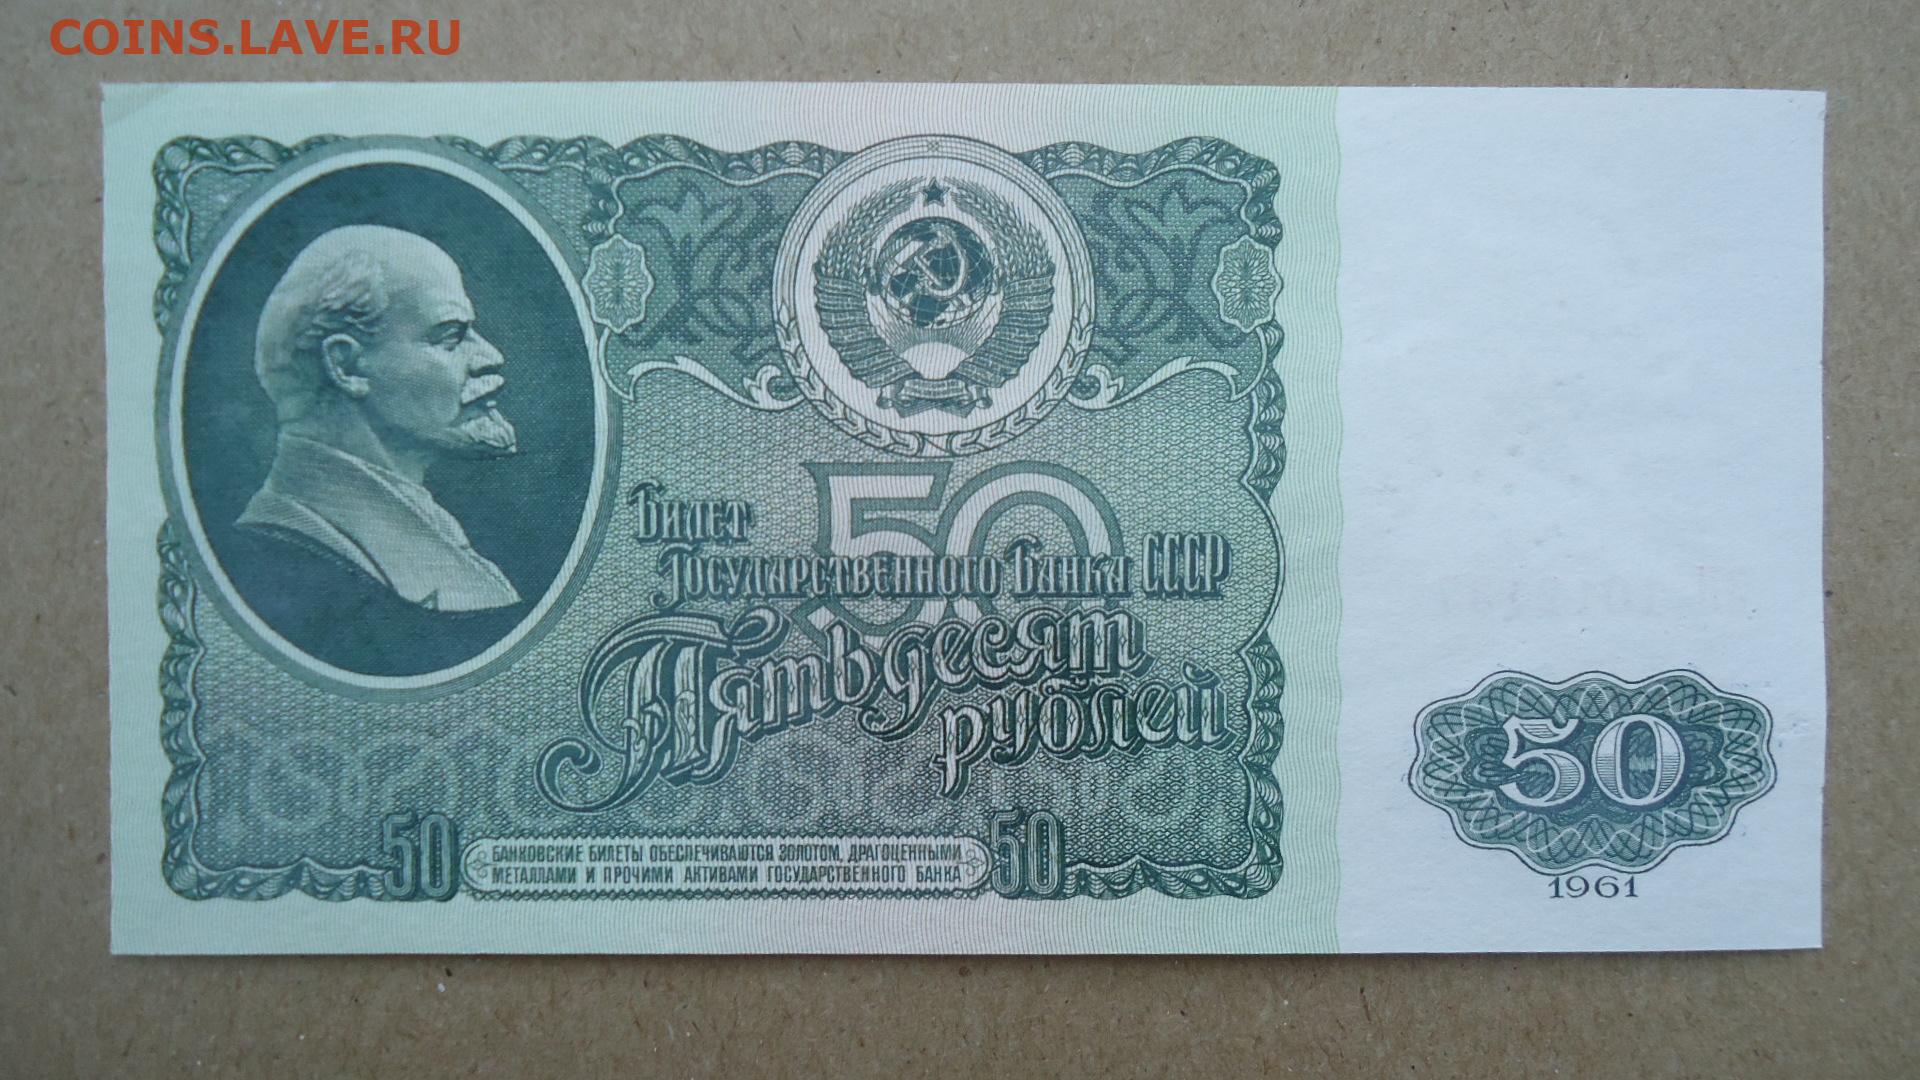 COINS.LAVE.RU
Билет
Государственного Банка СССР
50
Пятьдесят
рублей
50
БАНКОВСКИЕ БИЛЕТЫ ОБЕСПЕЧИВАЮТСЯ ЗОЛОТОМ, ДРАГОЦЕННЫМИ
МЕТАЛЛАМИ И ПРОЧИМИ АКТИВАМИ ГОСУДАРСТВЕННОГО БАНКА
50
50
1961